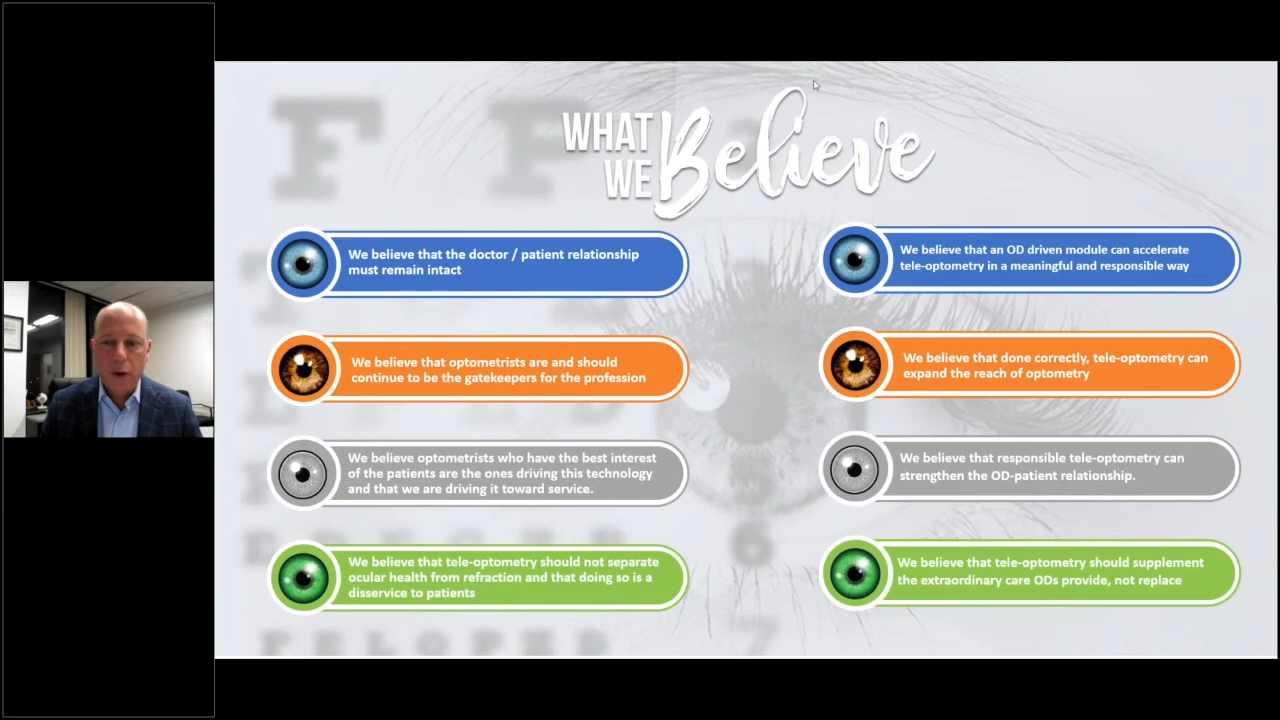 WHAT
WE Believe
We believe that the doctor / patient relationship
must remain intact
We believe that optometrists are and should
continue to be the gatekeepers for the profession
We believe optometrists who have the best interest
of the patients are the ones driving this technology
and that we are driving it toward service.
We believe that tele-optometry should not separate
ocular health from refraction and that doing so is a
disservice to patients
We believe that an OD driven module can accelerate
tele-optometry in a meaningful and responsible way
We believe that done correctly, tele-optometry can
expand the reach of optometry
We believe that responsible tele-optometry can
strengthen the OD-patient relationship.
We believe that tele-optometry should supplement
the extraordinary care ODs provide, not replace